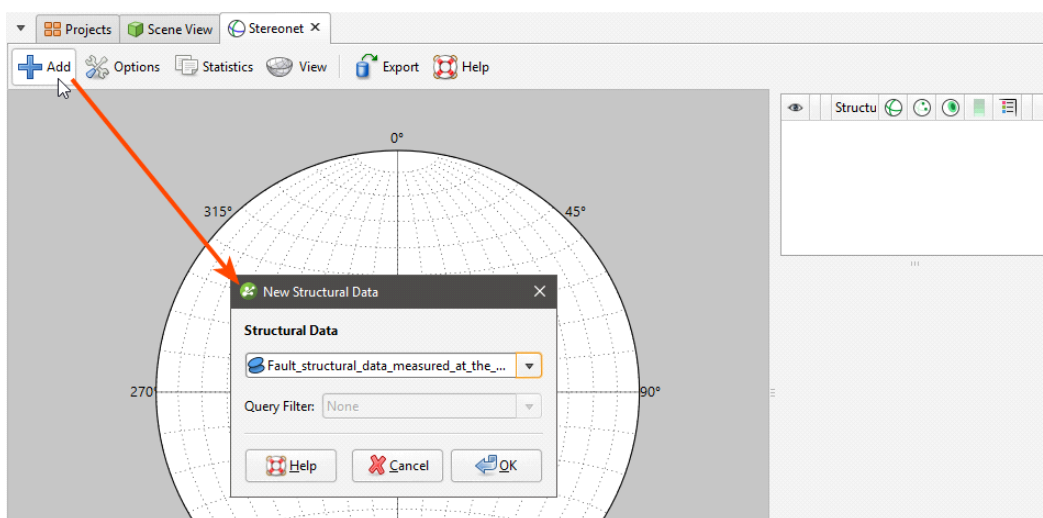 Projects Scene View Stereonet
Add Options Statistics View Export Help
Structu
0°
315° 45°
New Structural Data
Structural Data
Fault_structural_data_measured_at_the_...
270° 90°
Query Filter: None
Help Cancel OK